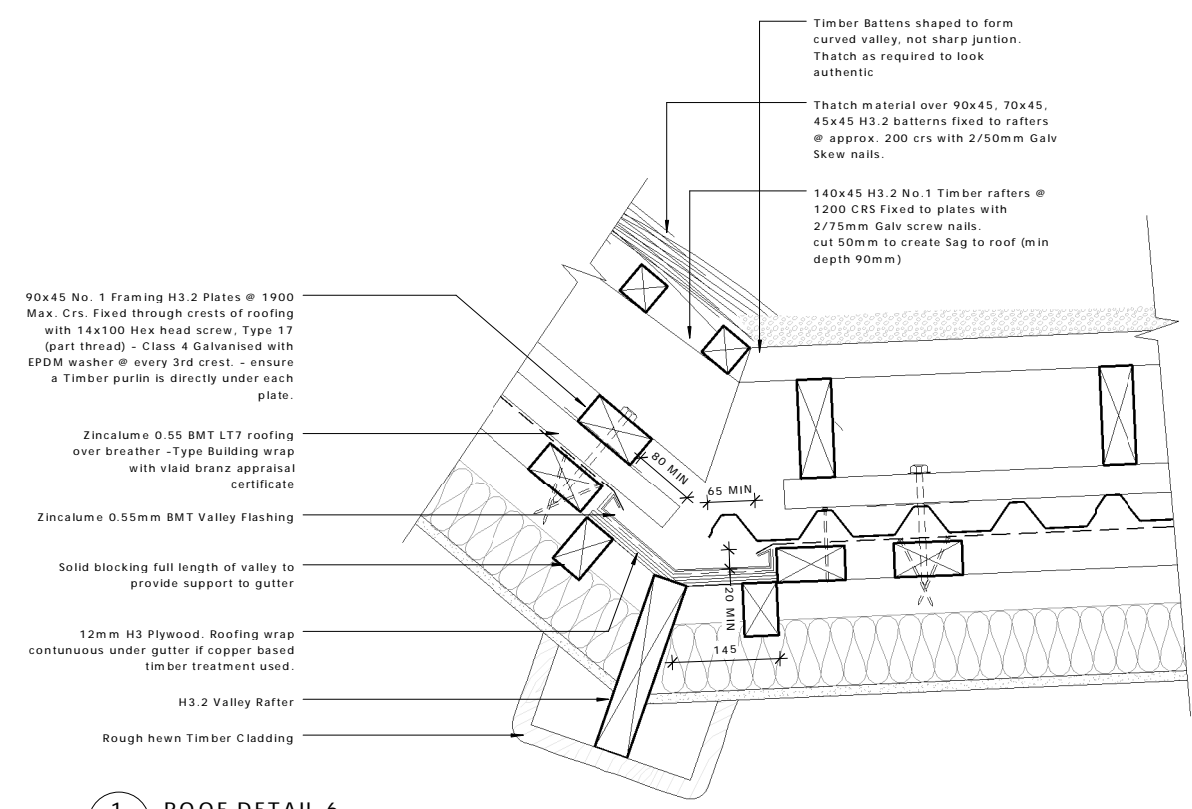 Timber Battens shaped to form
curved valley, not sharp juntion.
Thatch as required to look
authentic
Thatch material over 90x45, 70x45,
45x45 H3.2 batterns fixed to rafters
@ approx. 200 crs with 2/50mm Galv
Skew nails.
140x45 H3.2 No.1 Timber rafters @
1200 CRS Fixed to plates with
2/75mm Galv screw nails.
cut 50mm to create Sag to roof (min
depth 90mm)
90x45 No. 1 Framing H3.2 Plates @ 1900
Max. Crs. Fixed through crests of roofing
with 14x100 Hex head screw, Type 17
(part thread) - Class 4 Galvanised with
EPDM washer @ every 3rd crest. - ensure
a Timber purlin is directly under each
plate.
Zincalume 0.55 BMT LT7 roofing
over breather -Type Building wrap
with vlaid branz appraisal
certificate
Zincalume 0.55mm BMT Valley Flashing
Solid blocking full length of valley to
provide support to gutter
12mm H3 Plywood. Roofing wrap
contunuous under gutter if copper based
timber treatment used.
H3.2 Valley Rafter
Rough hewn Timber Cladding
80 MIN
65 MIN
20 MIN
145
1
ROOF DETAIL 6